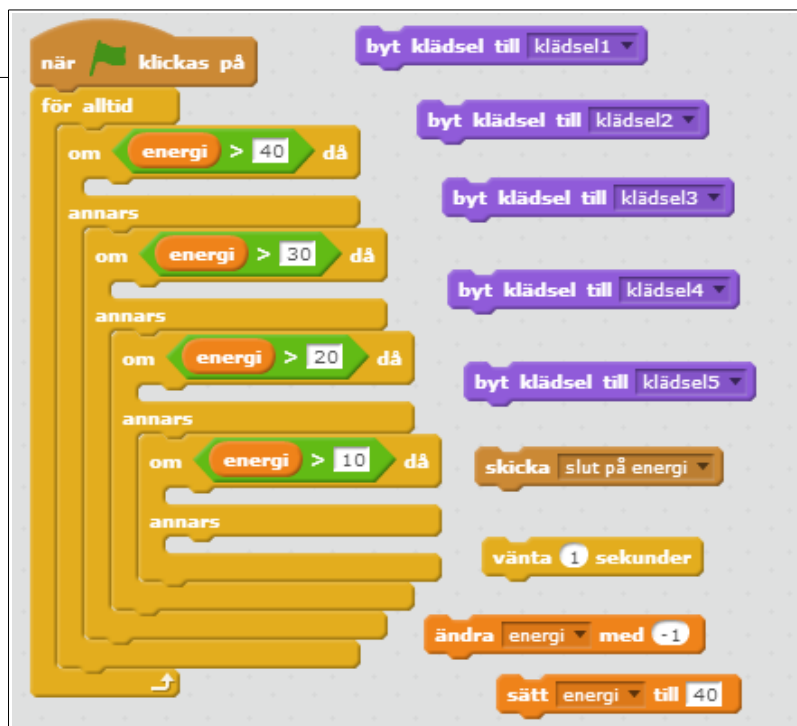 när klickas på
för alltid
om energi > 40 då
annars
om energi > 30 då
annars
om energi > 20 då
annars
om energi > 10 då
annars
byt klädsel till klädsel1
byt klädsel till klädsel2
byt klädsel till klädsel3
byt klädsel till klädsel4
byt klädsel till klädsel5
skicka slut på energi
vänta 1 sekunder
ändra energi med -1
sätt energi till 40